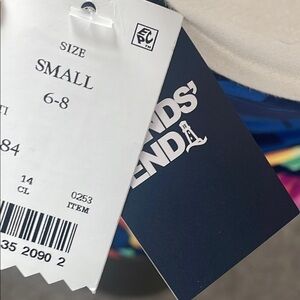 SIZE
SMALL
6-8
84
14
CL
0253
ITEM
35 2090 2
NDS'
END